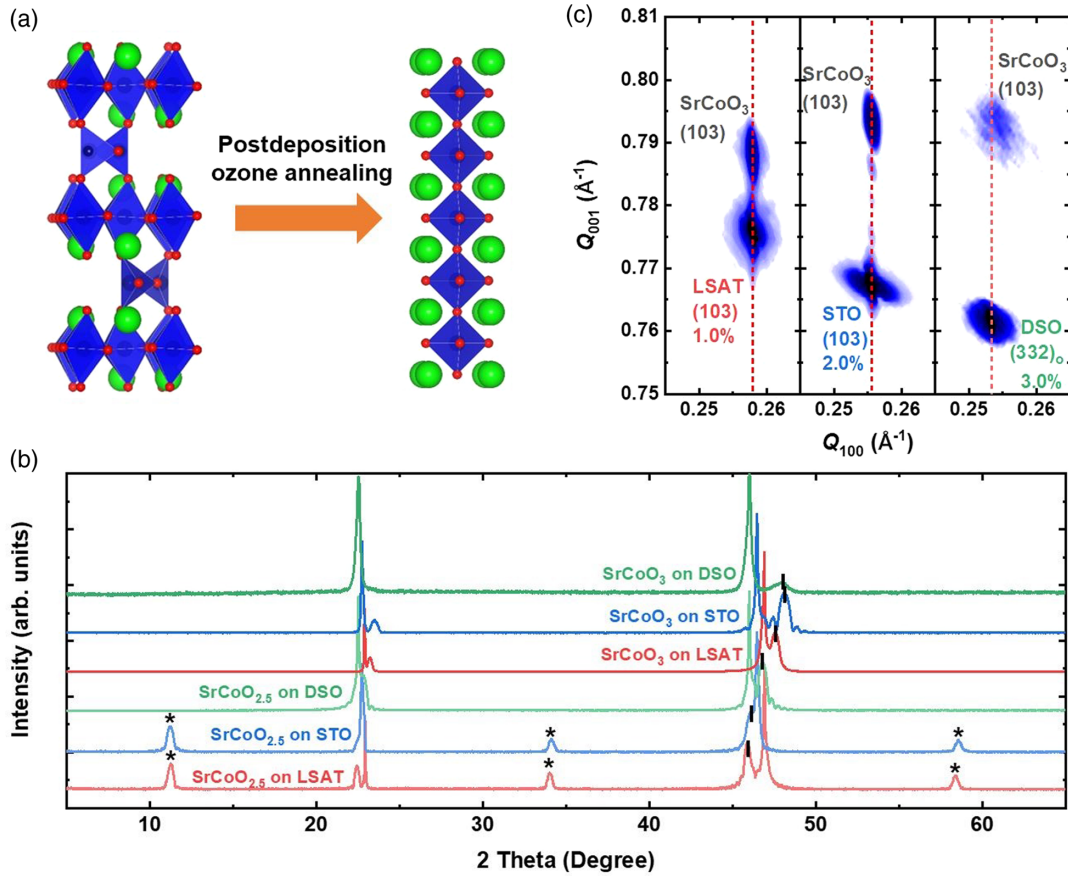 (a)
Postdeposition
ozone annealing
(c)
0.81
0.80
0.79
0.78
0.77
0.76
0.75
Q001 (Å-1)
SrCoO3
(103)
LSAT
(103)
1.0%
SrCoO3
(103)
STO
(103)
2.0%
SrCoO3
(103)
DSO
(332)o
3.0%
0.25 0.26 0.25 0.26 0.25 0.26
Q100 (Å-1)
(b)
Intensity (arb. units)
SrCoO3 on DSO
SrCoO3 on STO
SrCoO3 on LSAT
SrCoO2.5 on DSO
* SrCoO2.5 on STO * *
* SrCoO2.5 on LSAT * *
10 20 30 40 50 60
2 Theta (Degree)